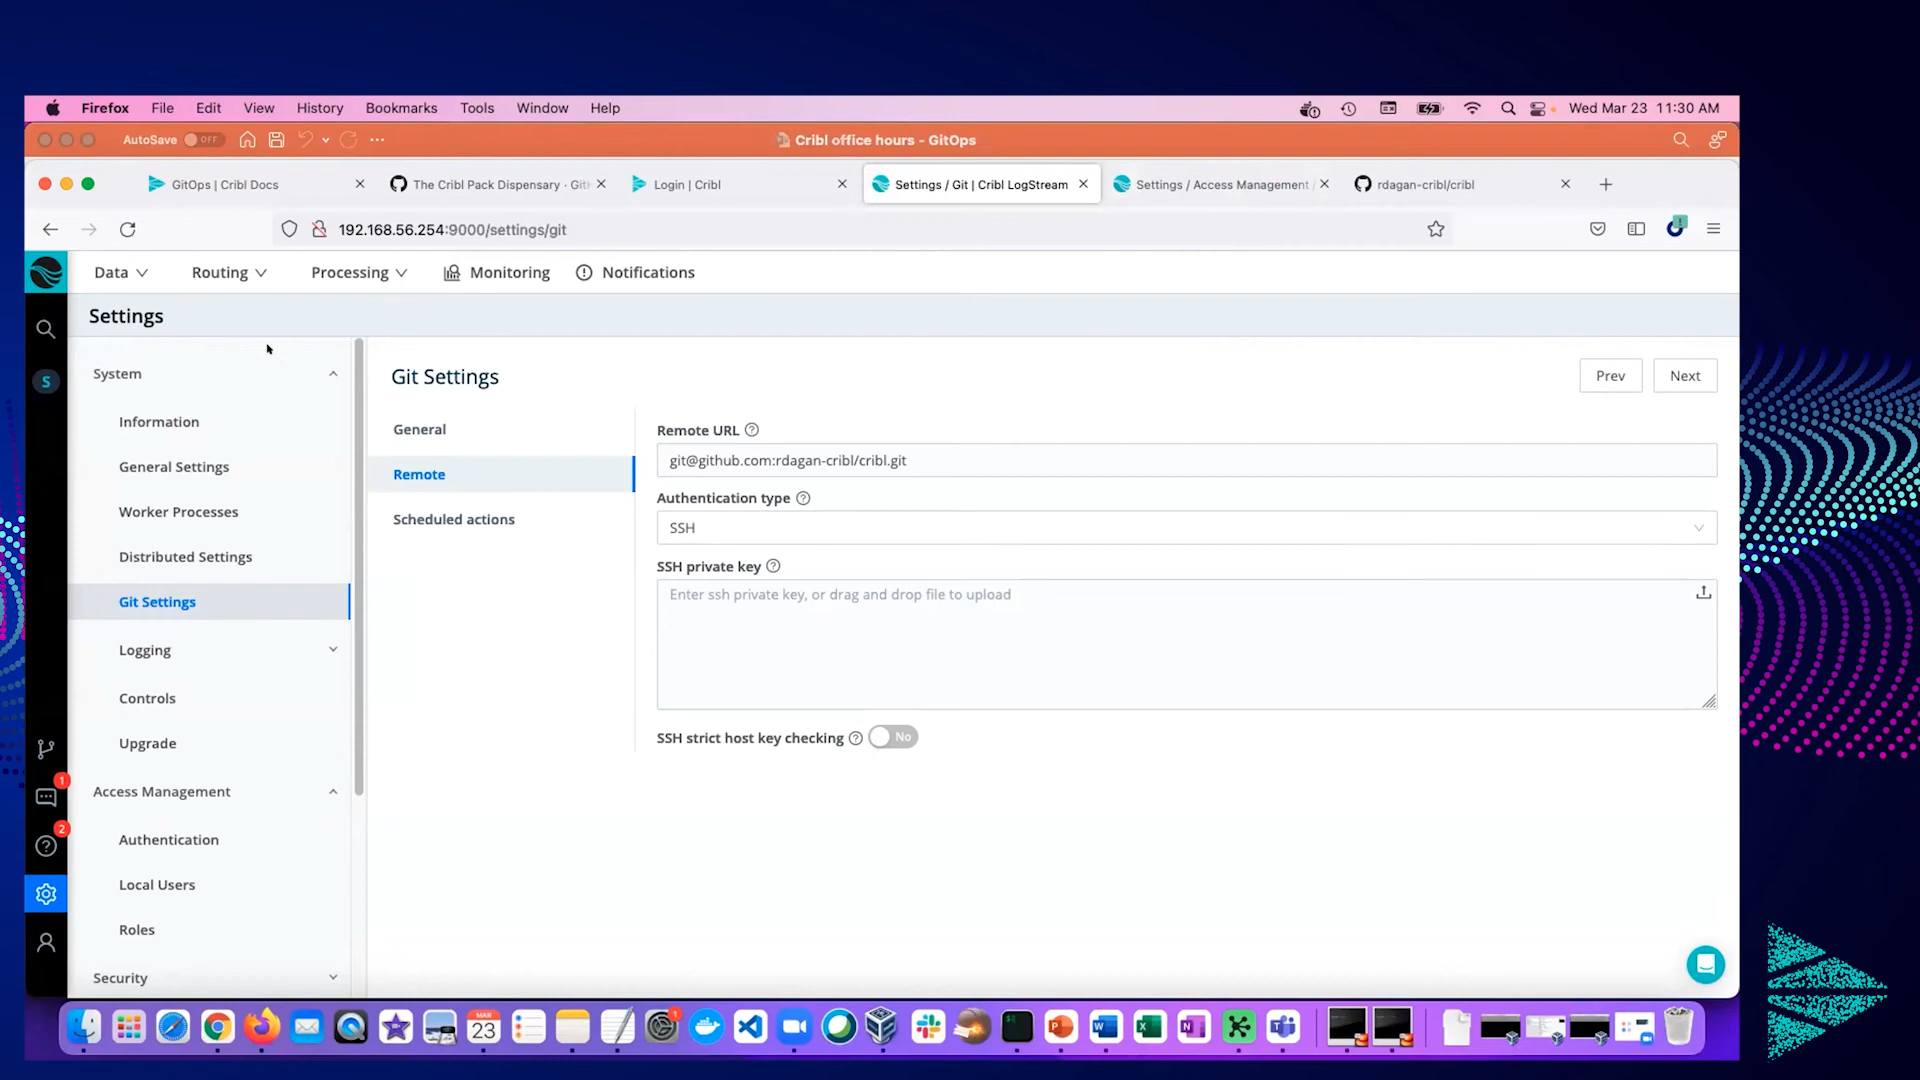 Firefox File Edit View History Bookmarks Tools Window Help Wed Mar 23 11:30 AM
AutoSave OFF Cribl office hours - GitOps
GitOps | Cribl Docs The Cribl Pack Dispensary · Git Login | Cribl Settings / Git | Cribl LogStream Settings / Access Management / rdagan-cribl/cribl
192.168.56.254:9000/settings/git
Data Routing Processing Monitoring Notifications
Settings
S
System
Information
General Settings
Worker Processes
Distributed Settings
Git Settings
Logging
Controls
Upgrade
1
Access Management
2
Authentication
Local Users
Roles
Security
Git Settings
Prev Next
General
Remote
Scheduled actions
Remote URL
git@github.com:rdagan-cribl/cribl.git
Authentication type
SSH
SSH private key
Enter ssh private key, or drag and drop file to upload
SSH strict host key checking No
MAR
23
1